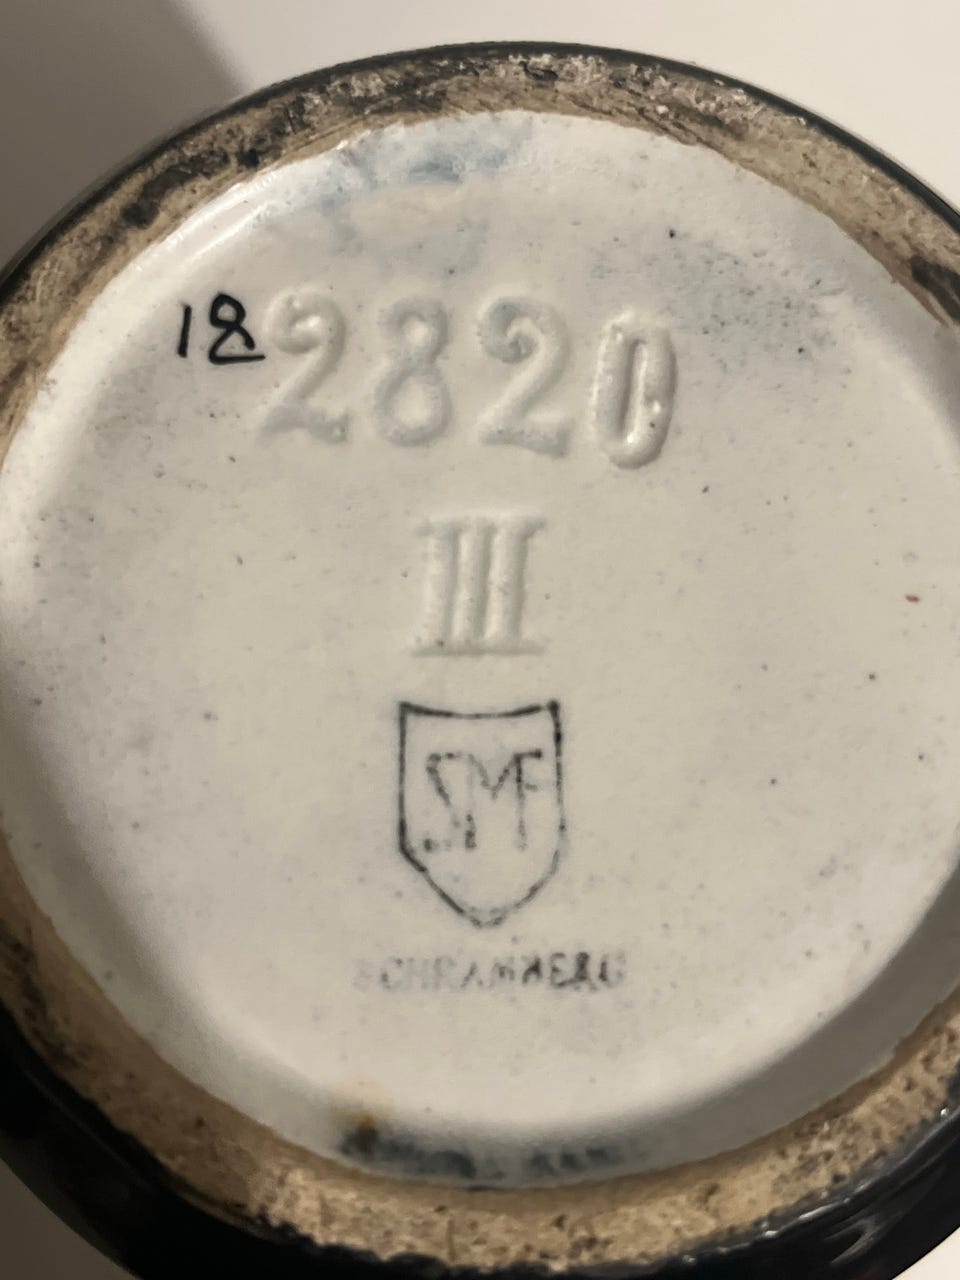 18 2820
III
SMF
SCHRAMBERG